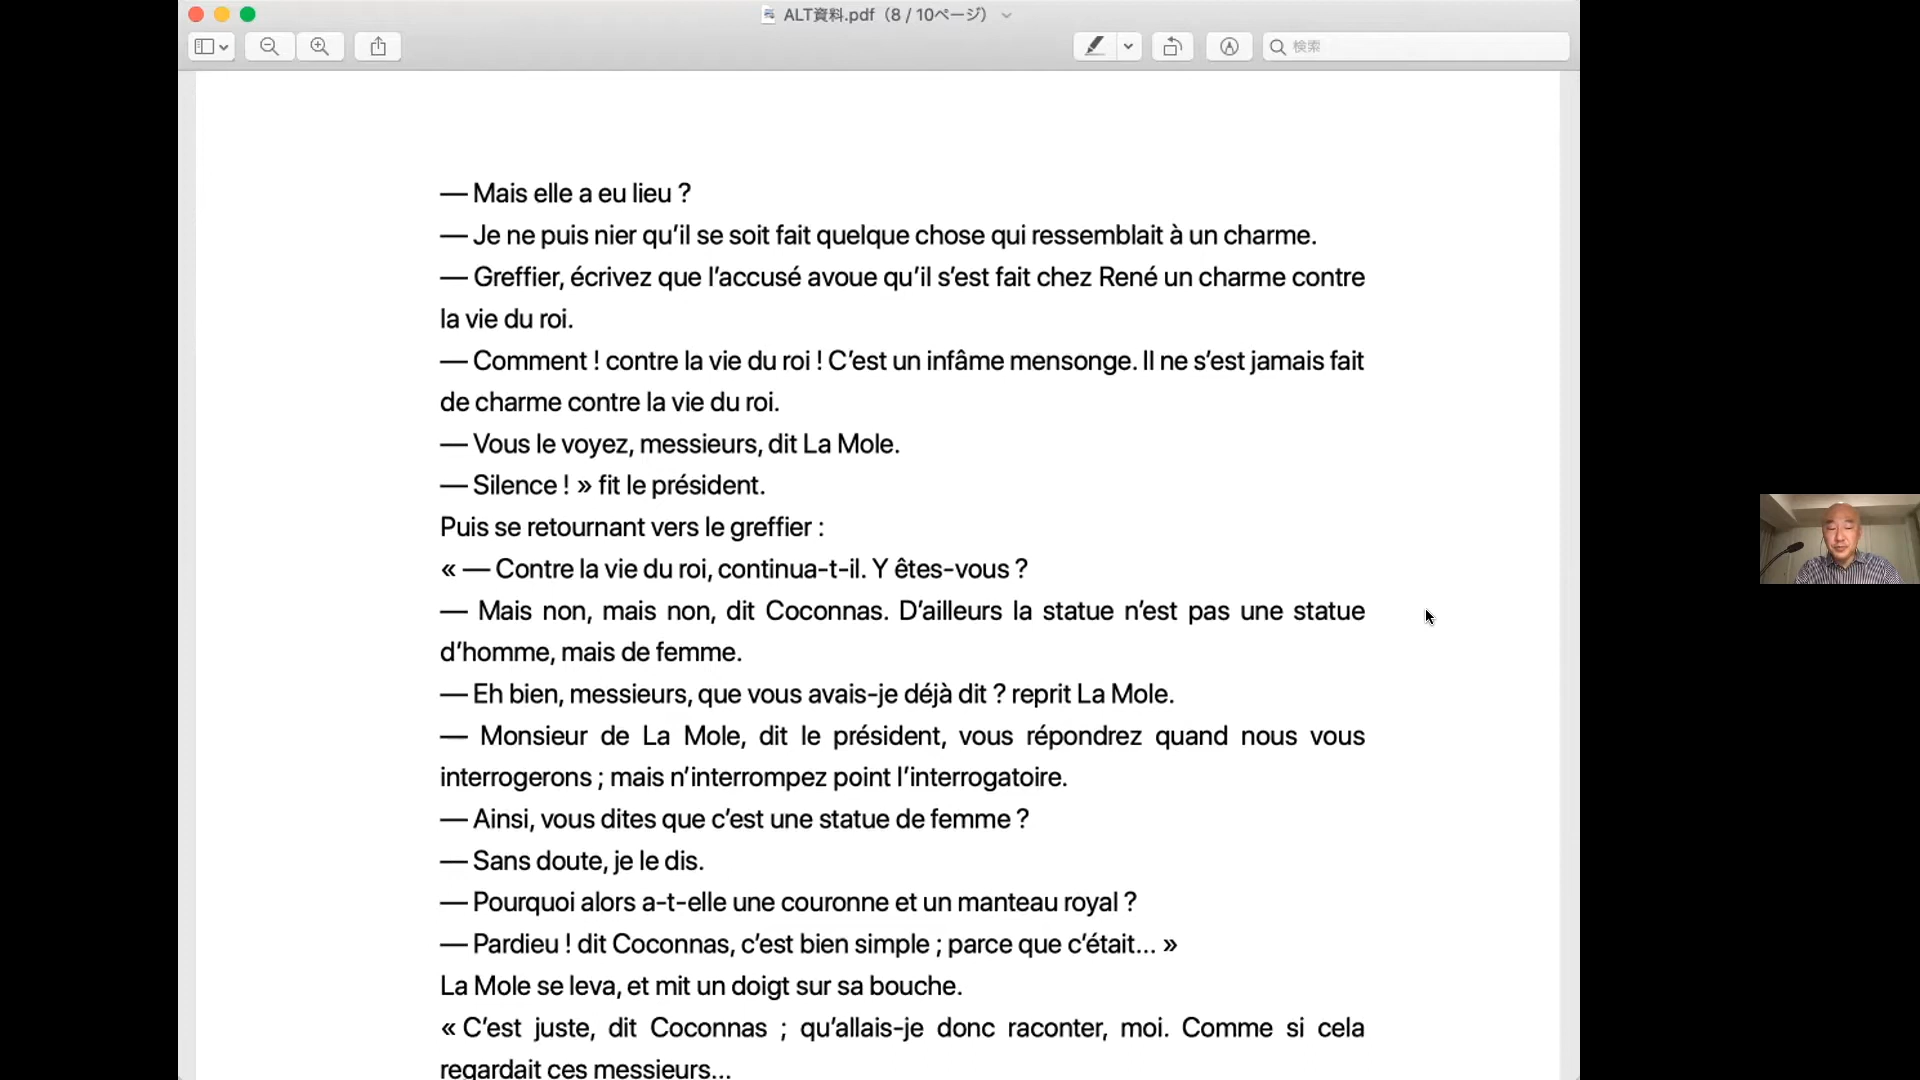 ALT資料.pdf（8 / 10ページ）
検索
— Mais elle a eu lieu ?
— Je ne puis nier qu’il se soit fait quelque chose qui ressemblait à un charme.
— Greffier, écrivez que l’accusé avoue qu’il s’est fait chez René un charme contre
la vie du roi.
— Comment ! contre la vie du roi ! C’est un infâme mensonge. Il ne s’est jamais fait
de charme contre la vie du roi.
— Vous le voyez, messieurs, dit La Mole.
— Silence ! » fit le président.
Puis se retournant vers le greffier :
« — Contre la vie du roi, continua-t-il. Y êtes-vous ?
— Mais non, mais non, dit Coconnas. D’ailleurs la statue n’est pas une statue
d’homme, mais de femme.
— Eh bien, messieurs, que vous avais-je déjà dit ? reprit La Mole.
— Monsieur de La Mole, dit le président, vous répondrez quand nous vous
interrogerons ; mais n’interrompez point l’interrogatoire.
— Ainsi, vous dites que c’est une statue de femme ?
— Sans doute, je le dis.
— Pourquoi alors a-t-elle une couronne et un manteau royal ?
— Pardieu ! dit Coconnas, c’est bien simple ; parce que c’était... »
La Mole se leva, et mit un doigt sur sa bouche.
« C’est juste, dit Coconnas ; qu’allais-je donc raconter, moi. Comme si cela
regardait ces messieurs...